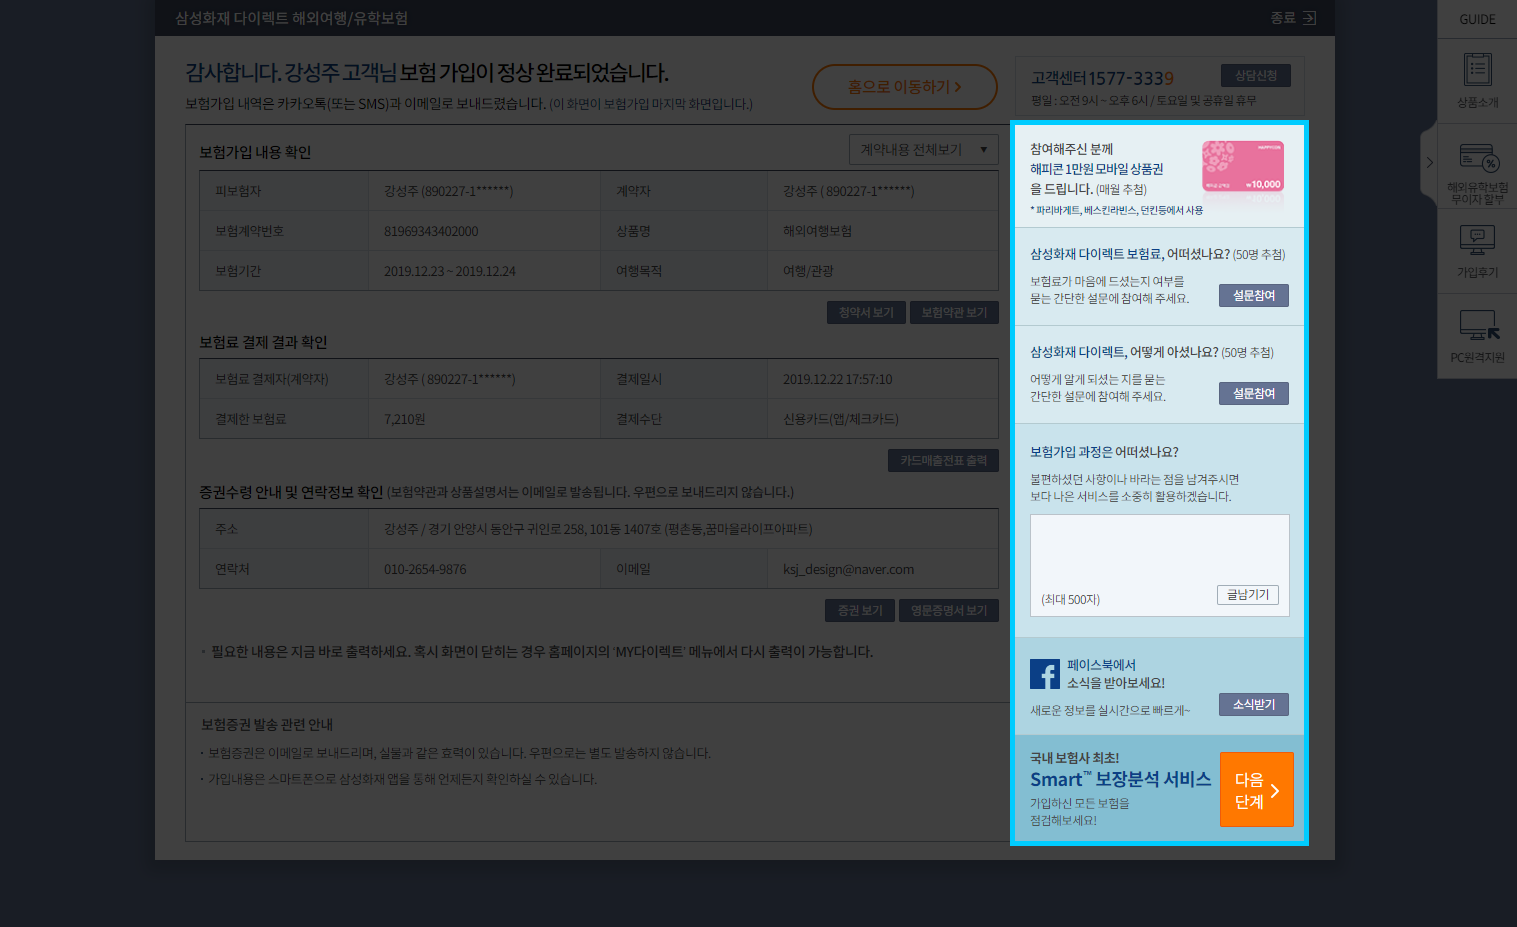 삼성화재 다이렉트 해외여행/유학보험
종료
감사합니다. 강성주 고객님 보험 가입이 정상 완료되었습니다.
보험가입 내역은 카카오톡(또는 SMS)과 이메일로 보내드렸습니다. (이 화면이 보험가입 마지막 화면입니다.)
홈으로 이동하기 >
고객센터 1577-3339
상담신청
평일 : 오전 9시 ~ 오후 6시 / 토요일 및 공휴일 휴무
보험가입 내용 확인
계약내용 전체보기 ▼
피보험자 강성주 (890227-1******) 계약자 강성주 ( 890227-1******)
보험계약번호 81969343402000 상품명 해외여행보험
보험기간 2019.12.23 ~ 2019.12.24 여행목적 여행/관광
청약서 보기 보험약관 보기
보험료 결제 결과 확인
보험료 결제자(계약자) 강성주 ( 890227-1******) 결제일시 2019.12.22 17:57:10
결제한 보험료 7,210원 결제수단 신용카드(앱/체크카드)
카드매출전표 출력
증권수령 안내 및 연락정보 확인 (보험약관과 상품설명서는 이메일로 발송됩니다. 우편으로 보내드리지 않습니다.)
주소 강성주 / 경기 안양시 동안구 귀인로 258, 101동 1407호 (평촌동,꿈마을라이프아파트)
연락처 010-2654-9876 이메일 ksj_design@naver.com
증권 보기 영문증명서 보기
• 필요한 내용은 지금 바로 출력하세요. 혹시 화면이 닫히는 경우 홈페이지의 'MY다이렉트' 메뉴에서 다시 출력이 가능합니다.
보험증권 발송 관련 안내
• 보험증권은 이메일로 보내드리며, 실물과 같은 효력이 있습니다. 우편으로는 별도 발송하지 않습니다.
• 가입내용은 스마트폰으로 삼성화재 앱을 통해 언제든지 확인하실 수 있습니다.
참여해주신 분께
해피콘 1만원 모바일 상품권
을 드립니다. (매월 추첨)
* 파리바게트, 베스킨라빈스, 던킨등에서 사용
₩10,000
삼성화재 다이렉트 보험료, 어떠셨나요? (50명 추첨)
보험료가 마음에 드셨는지 여부를
묻는 간단한 설문에 참여해 주세요.
설문참여
삼성화재 다이렉트, 어떻게 아셨나요? (50명 추첨)
어떻게 알게 되셨는 지를 묻는
간단한 설문에 참여해 주세요.
설문참여
보험가입 과정은 어떠셨나요?
불편하셨던 사항이나 바라는 점을 남겨주시면
보다 나은 서비스를 소중히 활용하겠습니다.
(최대 500자)
글남기기
페이스북에서
소식을 받아보세요!
새로운 정보를 실시간으로 빠르게~
소식받기
국내 보험사 최초!
Smart™ 보장분석 서비스
가입하신 모든 보험을
점검해보세요!
다음
단계
GUIDE
상품소개
해외유학보험
무이자 할부
가입후기
PC원격지원